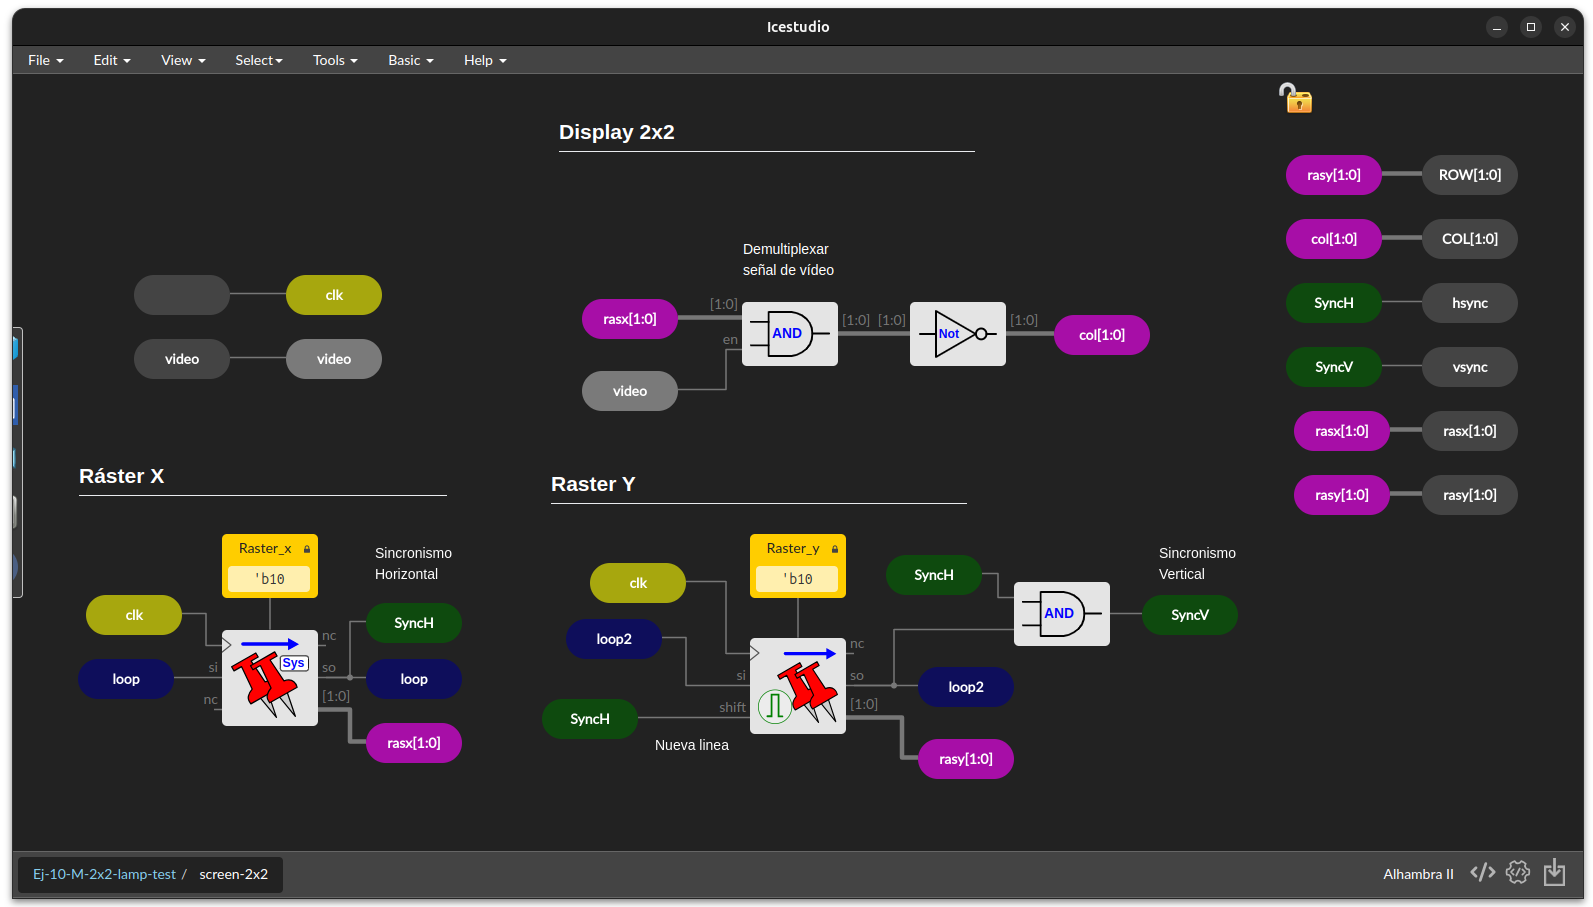 Icestudio
File Edit View Select Tools Basic Help
Display 2x2
rasy[1:0] ROW[1:0]
col[1:0] COL[1:0]
SyncH hsync
SyncV vsync
rasx[1:0] rasx[1:0]
rasy[1:0] rasy[1:0]
clk
video video
Demultiplexar
señal de vídeo
rasx[1:0]
[1:0]
en
AND
[1:0] [1:0]
Not
[1:0]
col[1:0]
video
Ráster X
Raster_x
'b10
Sincronismo
Horizontal
clk
loop
si
nc
Sys
nc
so
[1:0]
SyncH
loop
rasx[1:0]
Raster Y
Raster_y
'b10
clk
loop2
si
SyncH
shift
Nueva linea
nc
so
[1:0]
SyncH
AND
Sincronismo
Vertical
SyncV
loop2
rasy[1:0]
Ej-10-M-2x2-lamp-test / screen-2x2
Alhambra II